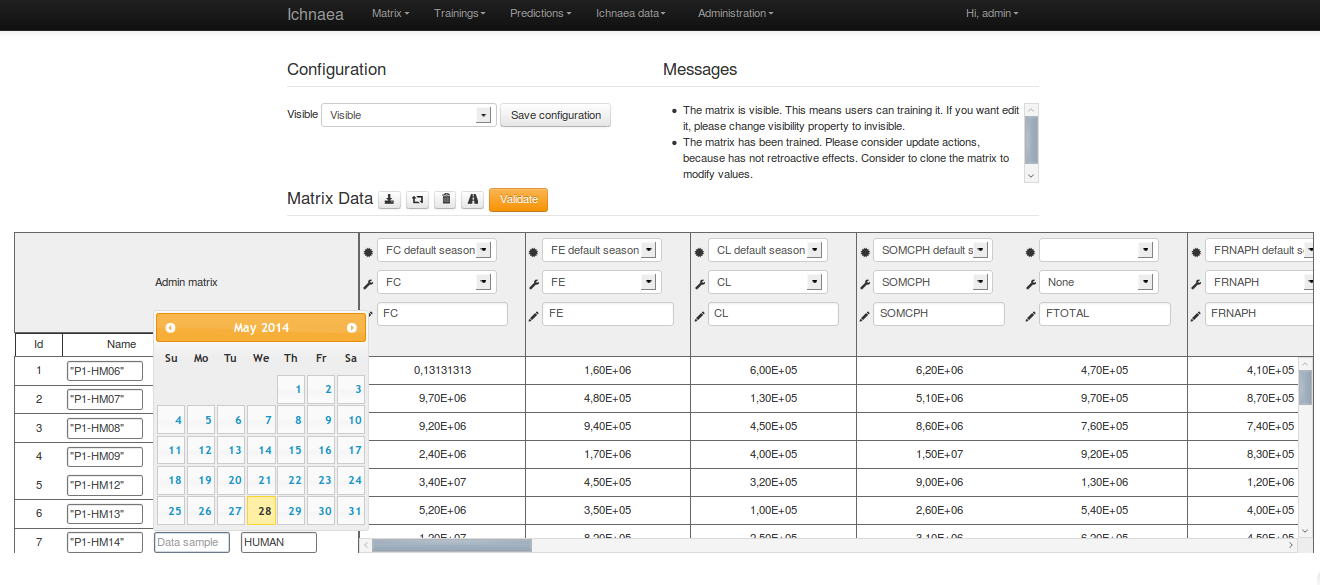 Ichnaea Matrix Trainings Predictions Ichnaea data Administration Hi, admin
Configuration Messages
Visible Visible Save configuration
The matrix is visible. This means users can training it. If you want edit
it, please change visibility property to invisible.
The matrix has been trained. Please consider update actions,
because has not retroactive effects. Consider to clone the matrix to
modify values.
Matrix Data Validate
FC default season FE default season CL default season SOMCPH default s FRNAPH default s
Admin matrix FC FE CL SOMCPH None FRNAPH
FC FE CL SOMCPH FTOTAL FRNAPH
May 2014
Id Name
Su Mo Tu We Th Fr Sa
1 2 3
4 5 6 7 8 9 10
11 12 13 14 15 16 17
18 19 20 21 22 23 24
25 26 27 28 29 30 31
1 "P1-HM06" 0,13131313 1,60E+06 6,00E+05 6,20E+06 4,70E+05 4,10E+05
2 "P1-HM07" 9,70E+06 4,80E+05 1,30E+05 5,10E+06 9,70E+05 8,70E+05
3 "P1-HM08" 9,20E+06 9,40E+05 4,50E+05 8,60E+06 7,60E+05 7,40E+05
4 "P1-HM09" 2,40E+06 1,70E+06 4,00E+05 1,50E+07 9,20E+05 8,30E+05
5 "P1-HM12" 3,40E+07 4,50E+05 3,20E+05 9,00E+06 1,30E+06 1,20E+06
6 "P1-HM13" 5,20E+06 3,50E+05 1,00E+05 2,60E+06 5,40E+05 4,00E+05
7 "P1-HM14" Data sample HUMAN